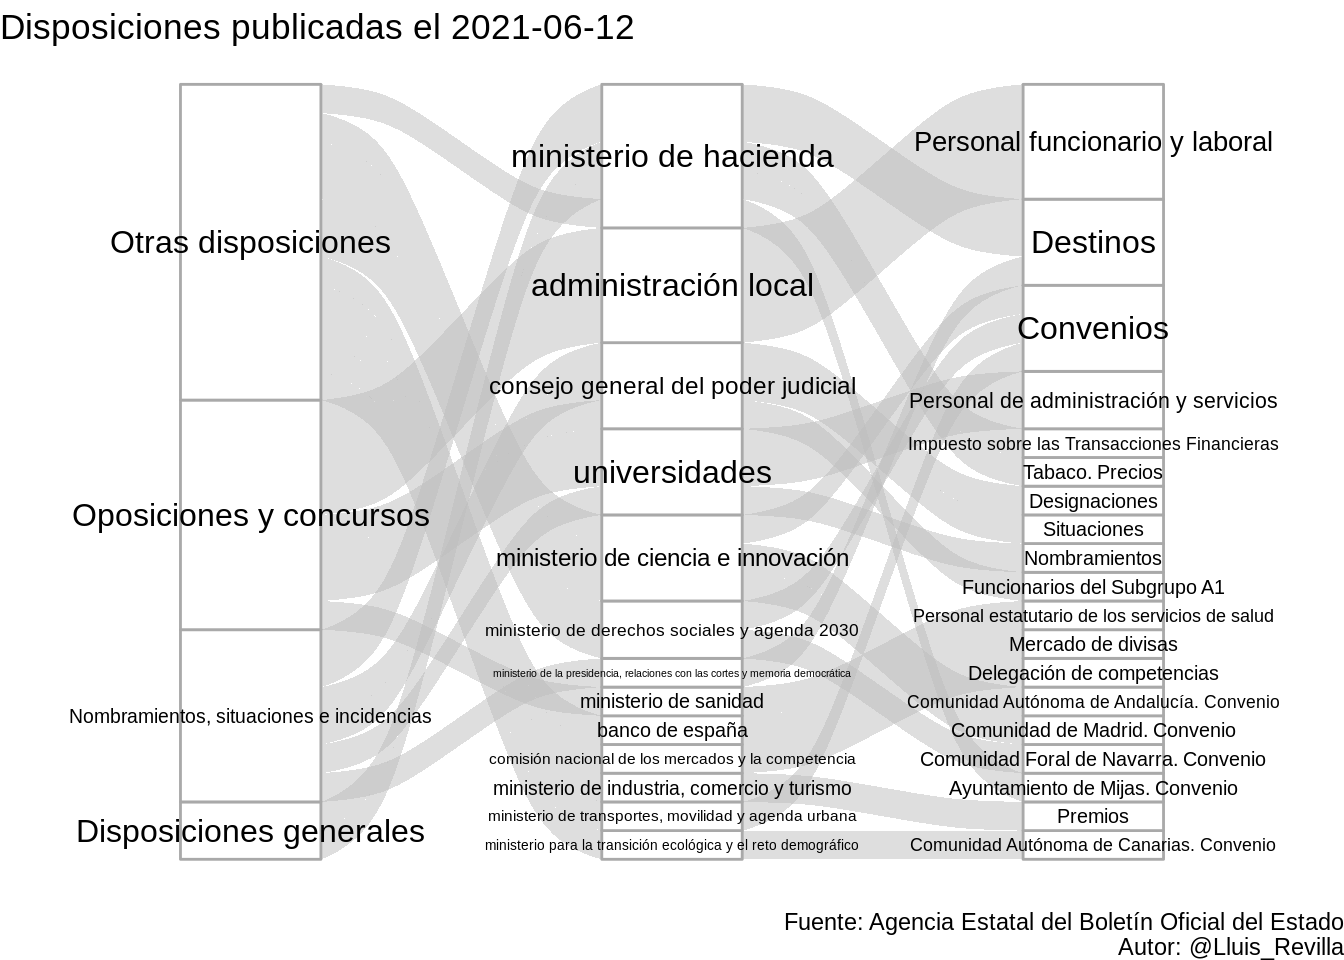 Disposiciones publicadas el 2021-06-12
Otras disposiciones
Oposiciones y concursos
Nombramientos, situaciones e incidencias
Disposiciones generales
ministerio de hacienda
administración local
consejo general del poder judicial
universidades
ministerio de ciencia e innovación
ministerio de derechos sociales y agenda 2030
ministerio de la presidencia, relaciones con las cortes y memoria democrática
ministerio de sanidad
banco de españa
comisión nacional de los mercados y la competencia
ministerio de industria, comercio y turismo
ministerio de transportes, movilidad y agenda urbana
ministerio para la transición ecológica y el reto demográfico
Personal funcionario y laboral
Destinos
Convenios
Personal de administración y servicios
Impuesto sobre las Transacciones Financieras
Tabaco. Precios
Designaciones
Situaciones
Nombramientos
Funcionarios del Subgrupo A1
Personal estatutario de los servicios de salud
Mercado de divisas
Delegación de competencias
Comunidad Autónoma de Andalucía. Convenio
Comunidad de Madrid. Convenio
Comunidad Foral de Navarra. Convenio
Ayuntamiento de Mijas. Convenio
Premios
Comunidad Autónoma de Canarias. Convenio
Fuente: Agencia Estatal del Boletín Oficial del Estado
Autor: @Lluis_Revilla